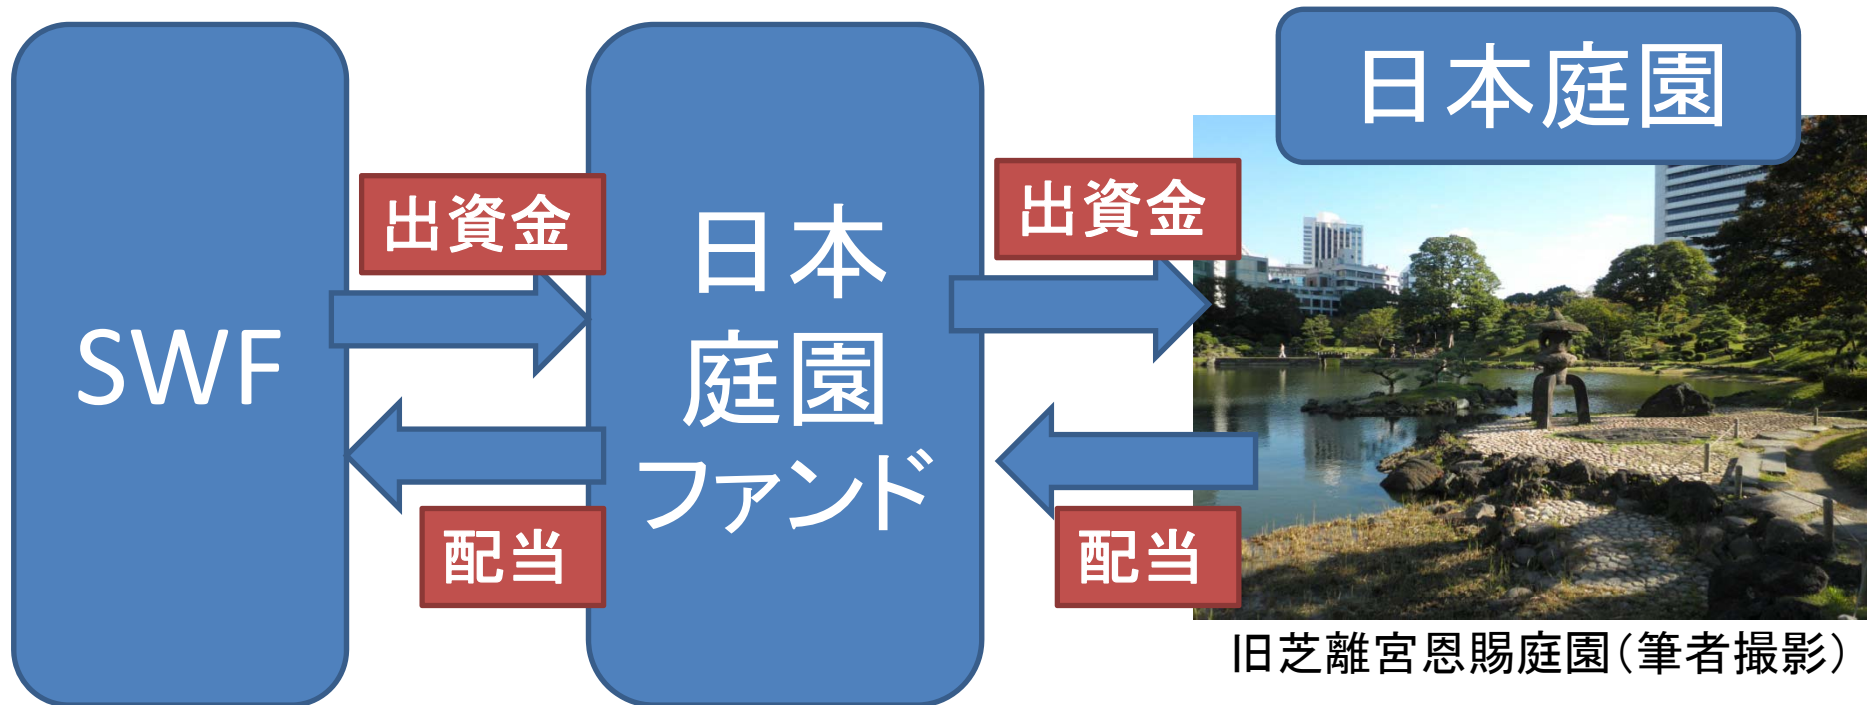 SWF
出資金
配当
日本
庭園
ファンド
出資金
配当
日本庭園
旧芝離宮恩賜庭園(筆者撮影)